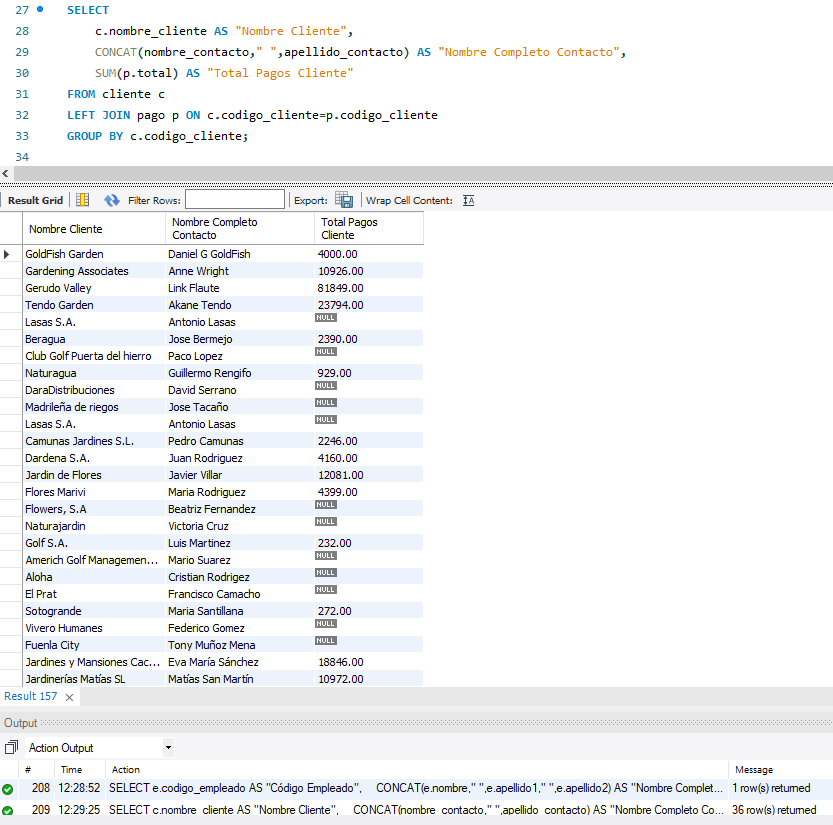 27 SELECT
28 c.nombre_cliente AS "Nombre Cliente",
29 CONCAT(nombre_contacto," ",apellido_contacto) AS "Nombre Completo Contacto",
30 SUM(p.total) AS "Total Pagos Cliente"
31 FROM cliente c
32 LEFT JOIN pago p ON c.codigo_cliente=p.codigo_cliente
33 GROUP BY c.codigo_cliente;
34
Result Grid Filter Rows: Export: Wrap Cell Content: IA
Nombre Cliente Nombre Completo Contacto Total Pagos Cliente
GoldFish Garden Daniel G GoldFish 4000.00
Gardening Associates Anne Wright 10926.00
Gerudo Valley Link Flaute 81849.00
Tendo Garden Akane Tendo 23794.00
Lasas S.A. Antonio Lasas NULL
Beragua Jose Bermejo 2390.00
Club Golf Puerta del hierro Paco Lopez NULL
Naturagua Guillermo Rengifo 929.00
DaraDistribuciones David Serrano NULL
Madrileña de riegos Jose Tacaño NULL
Lasas S.A. Antonio Lasas NULL
Camunas Jardines S.L. Pedro Camunas 2246.00
Dardena S.A. Juan Rodriguez 4160.00
Jardin de Flores Javier Villar 12081.00
Flores Marivi Maria Rodriguez 4399.00
Flowers, S.A Beatriz Fernandez NULL
Naturajardin Victoria Cruz NULL
Golf S.A. Luis Martinez 232.00
Americh Golf Managemen... Mario Suarez NULL
Aloha Cristian Rodrigez NULL
El Prat Francisco Camacho NULL
Sotogrande Maria Santillana 272.00
Vivero Humanes Federico Gomez NULL
Fuenla City Tony Muñoz Mena NULL
Jardines y Mansiones Cac... Eva María Sánchez 18846.00
Jardinerías Matías SL Matías San Martín 10972.00
Result 157
Output
Action Output
# Time Action Message
208 12:28:52 SELECT e.codigo_empleado AS "Código Empleado", CONCAT(e.nombre," ",e.apellido1," ",e.apellido2) AS "Nombre Complet... 1 row(s) returned
209 12:29:25 SELECT c.nombre_cliente AS "Nombre Cliente", CONCAT(nombre_contacto," ",apellido_contacto) AS "Nombre Completo Co... 36 row(s) returned